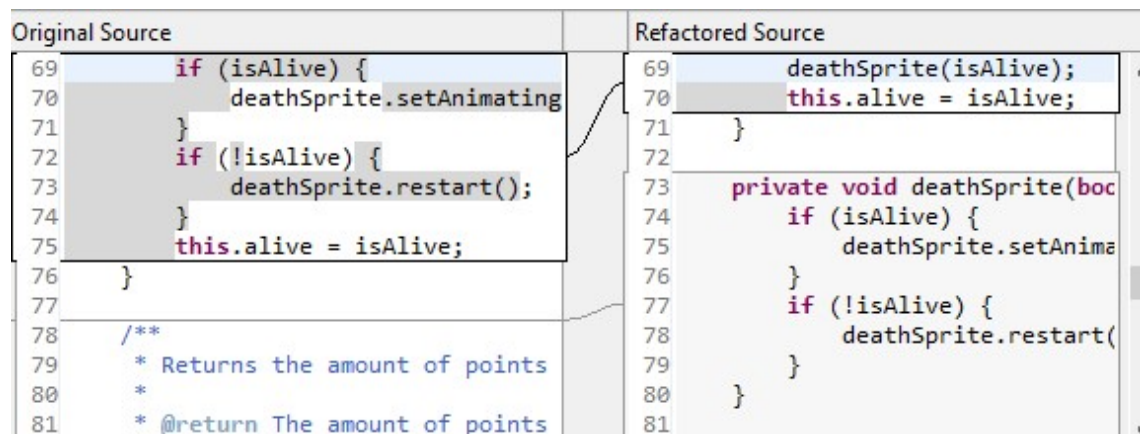 Original Source
69 if (isAlive) {
70 deathSprite.setAnimating
71 }
72 if (!isAlive) {
73 deathSprite.restart();
74 }
75 this.alive = isAlive;
76 }
77
78 /**
79 * Returns the amount of points
80 *
81 * @return The amount of points
Refactored Source
69 deathSprite(isAlive);
70 this.alive = isAlive;
71 }
72
73 private void deathSprite(boo
74 if (isAlive) {
75 deathSprite.setAnima
76 }
77 if (!isAlive) {
78 deathSprite.restart(
79 }
80 }
81